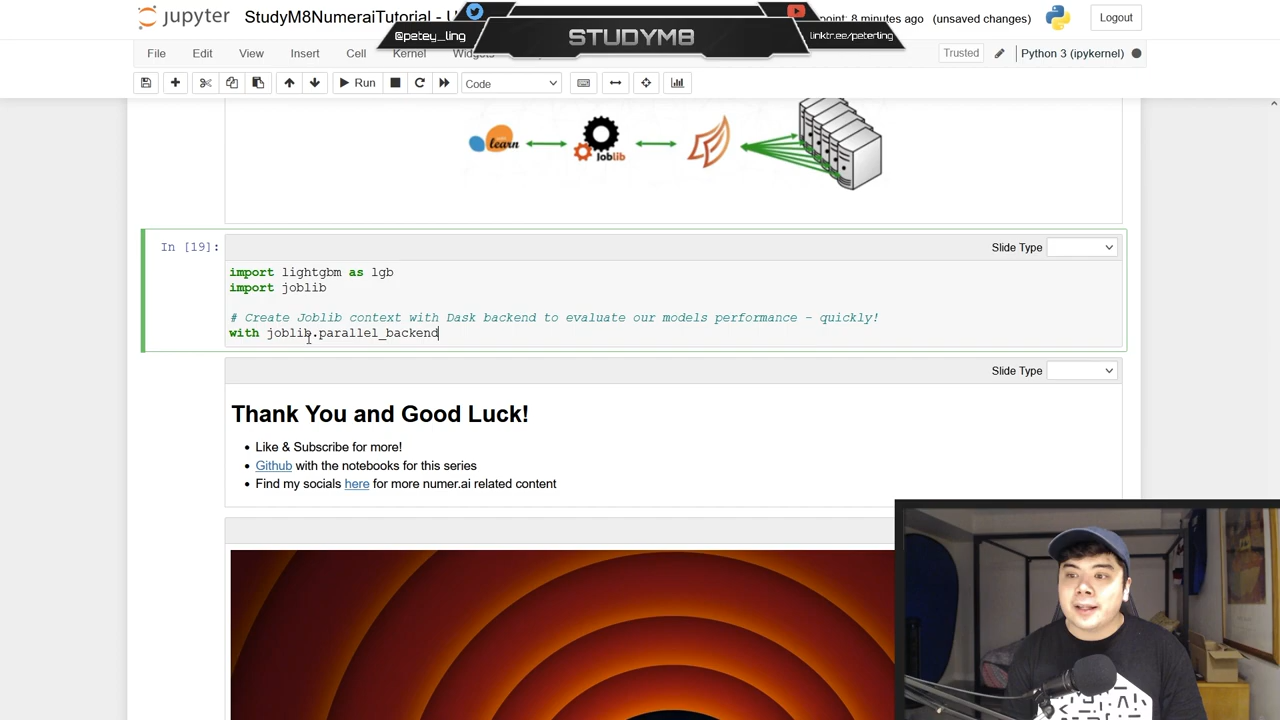 jupyter StudyM8NumeraiTutorial - point: 8 minutes ago (unsaved changes) Logout
@petey_ling STUDYM8 linktr.ee/peterling
File Edit View Insert Cell Kernel Widgets Trusted Python 3 (ipykernel)
Run Code
learn joblib
In [19]: Slide Type
import lightgbm as lgb
import joblib
# Create Joblib context with Dask backend to evaluate our models performance - quickly!
with joblib.parallel_backend
Slide Type
Thank You and Good Luck!
Like & Subscribe for more!
Github with the notebooks for this series
Find my socials here for more numer.ai related content